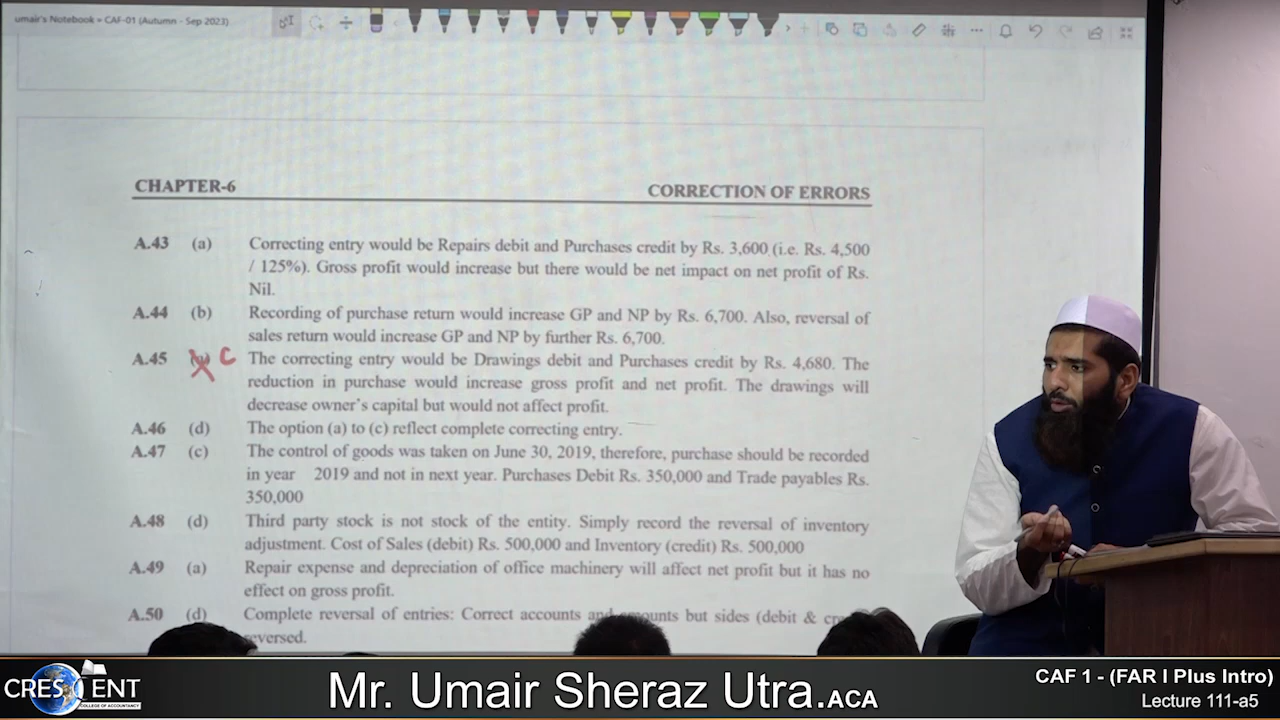 umair's Notebook » CAF-01 (Autumn - Sep 2023)
CHAPTER-6 CORRECTION OF ERRORS
A.43 (a) Correcting entry would be Repairs debit and Purchases credit by Rs. 3,600 (i.e. Rs. 4,500
/ 125%). Gross profit would increase but there would be net impact on net profit of Rs.
Nil.
A.44 (b) Recording of purchase return would increase GP and NP by Rs. 6,700. Also, reversal of
sales return would increase GP and NP by further Rs. 6,700.
A.45 C The correcting entry would be Drawings debit and Purchases credit by Rs. 4,680. The
reduction in purchase would increase gross profit and net profit. The drawings will
decrease owner's capital but would not affect profit.
A.46 (d) The option (a) to (c) reflect complete correcting entry.
A.47 (c) The control of goods was taken on June 30, 2019, therefore, purchase should be recorded
in year 2019 and not in next year. Purchases Debit Rs. 350,000 and Trade payables Rs.
350,000
A.48 (d) Third party stock is not stock of the entity. Simply record the reversal of inventory
adjustment. Cost of Sales (debit) Rs. 500,000 and Inventory (credit) Rs. 500,000
A.49 (a) Repair expense and depreciation of office machinery will affect net profit but it has no
effect on gross profit.
A.50 (d) Complete reversal of entries: Correct accounts and amounts but sides (debit &
reversed.
CRESCENT
COLLEGE OF ACCOUNTANCY
Mr. Umair Sheraz Utra.ACA
CAF 1 - (FAR I Plus Intro)
Lecture 111-a5